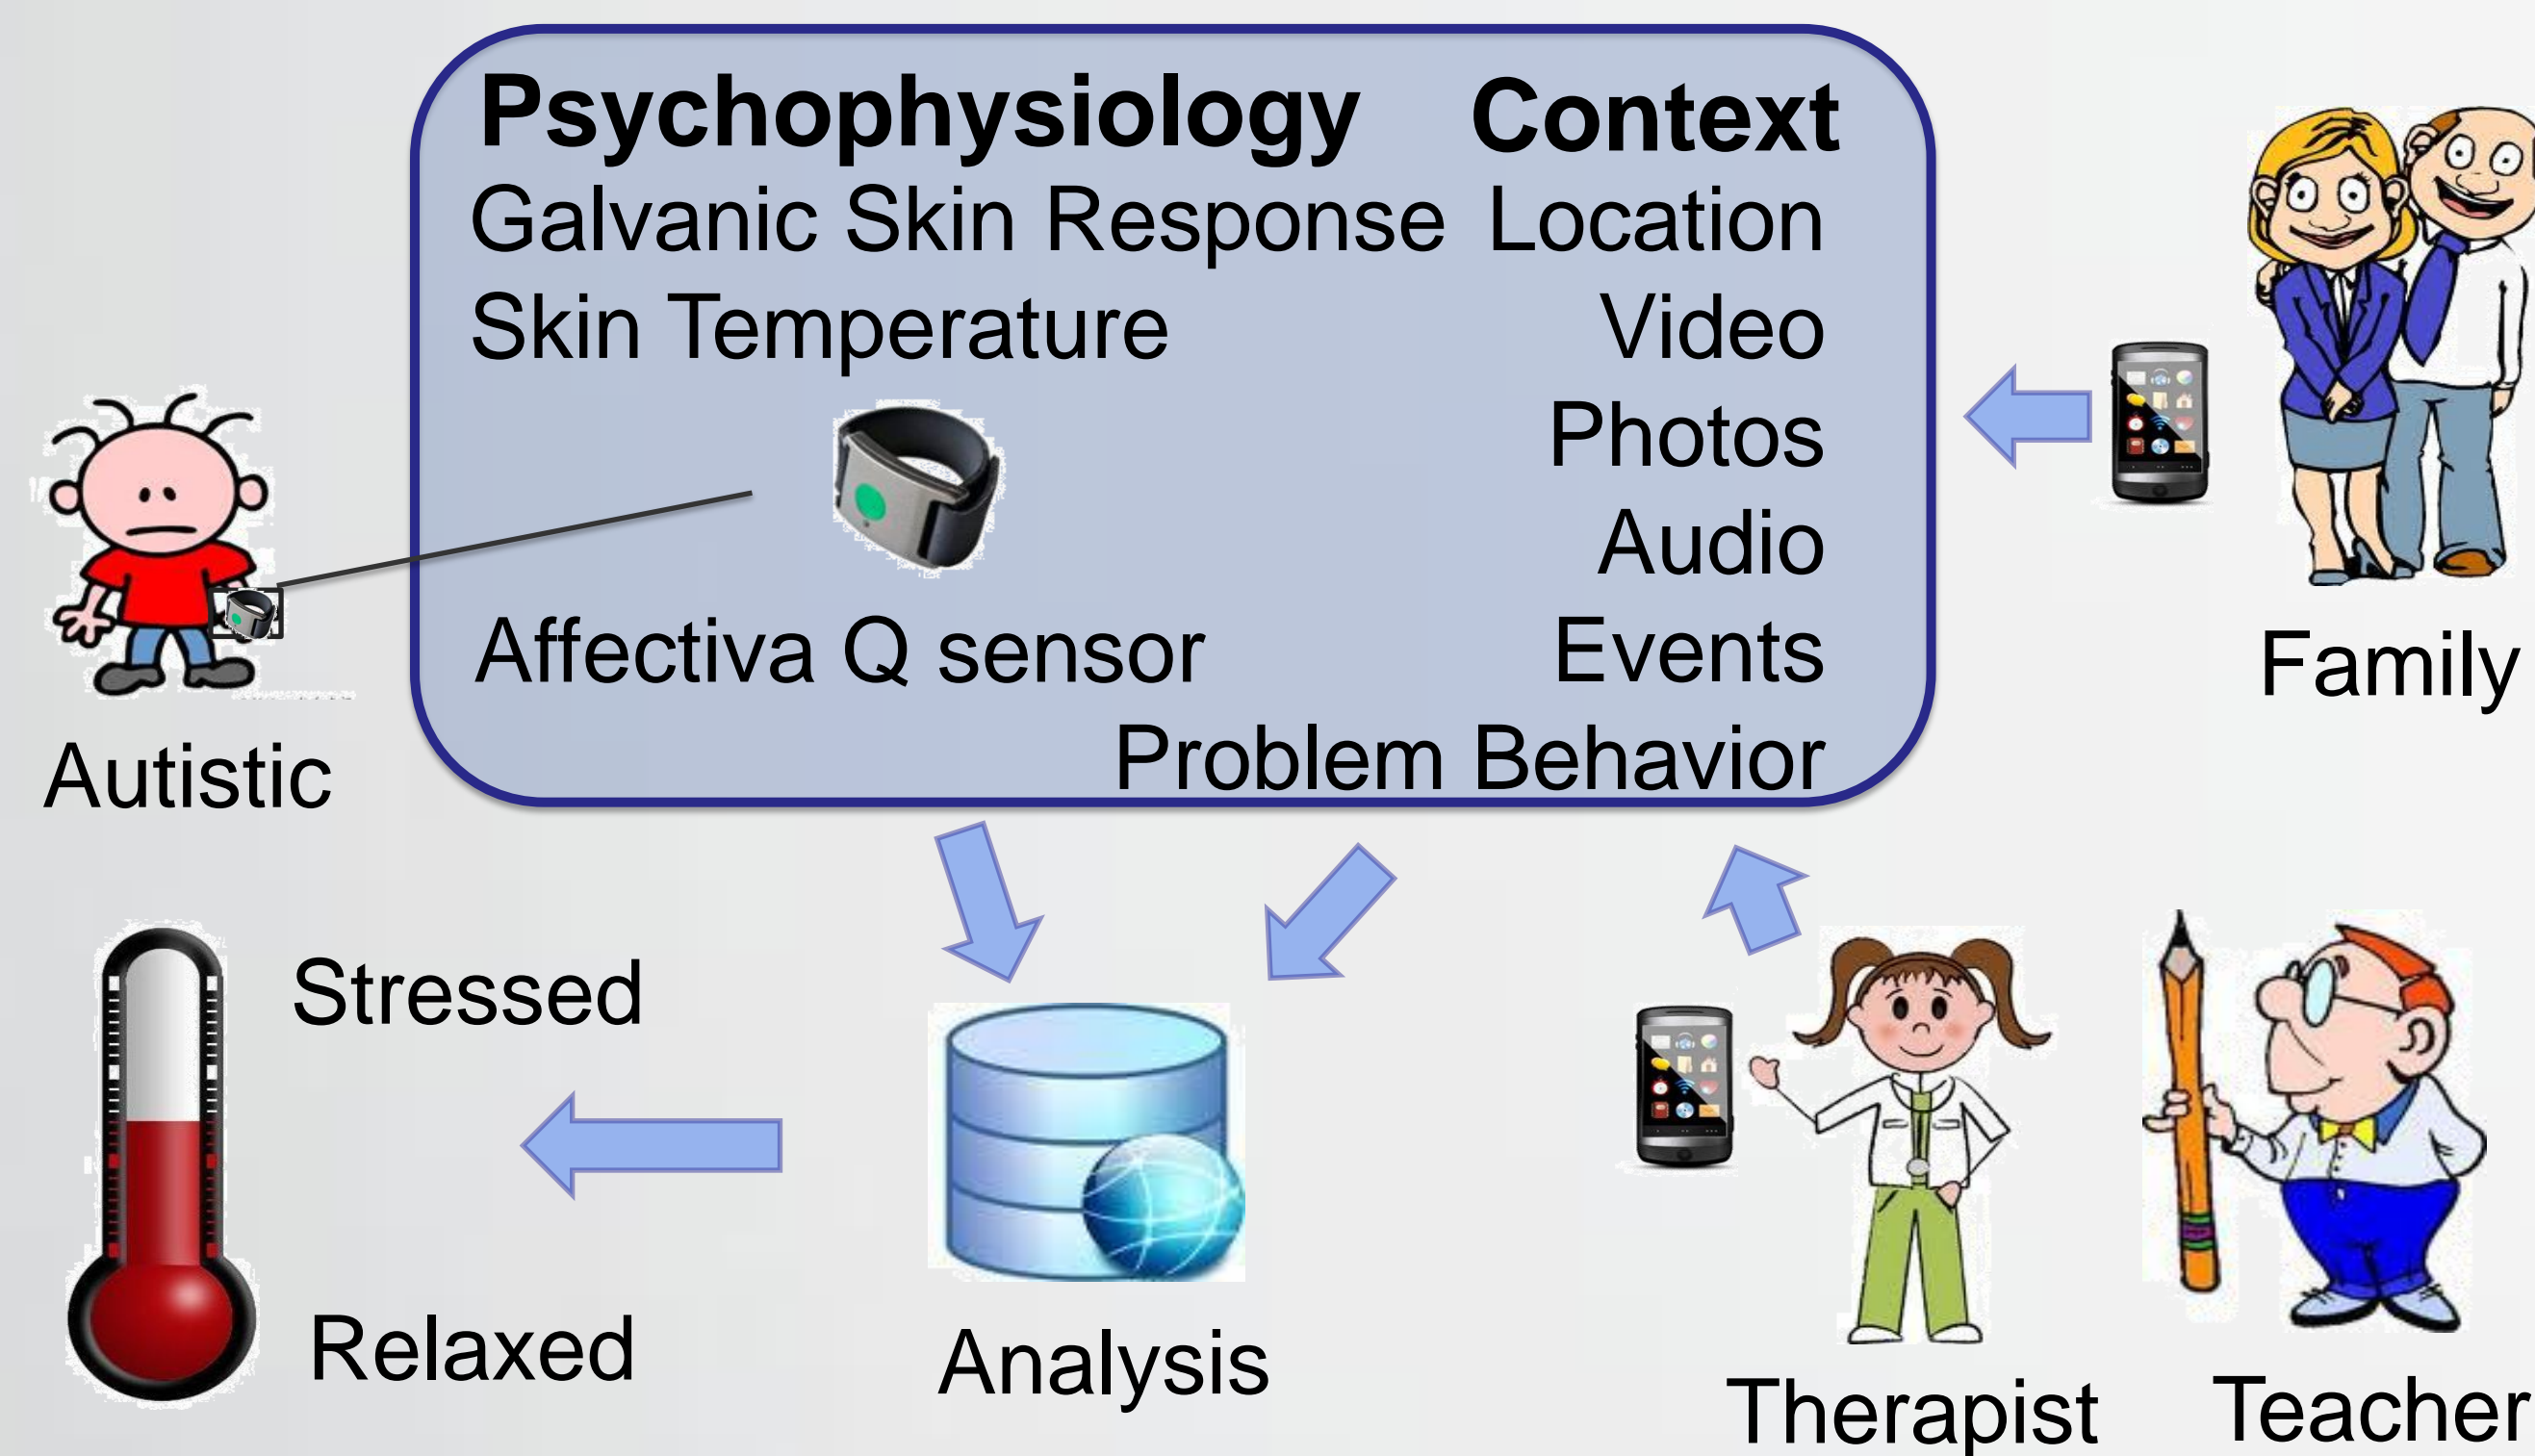 Psychophysiology Context
Galvanic Skin Response Location
Skin Temperature Video
Photos
Audio
Affectiva Q sensor Events
Problem Behavior
Autistic
Family
Stressed
Relaxed
Analysis
Therapist
Teacher